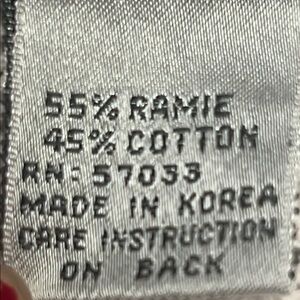 55% RAMIE
45% COTTON
RN: 57033
MADE IN KOREA
CARE INSTRUCTION
ON BACK